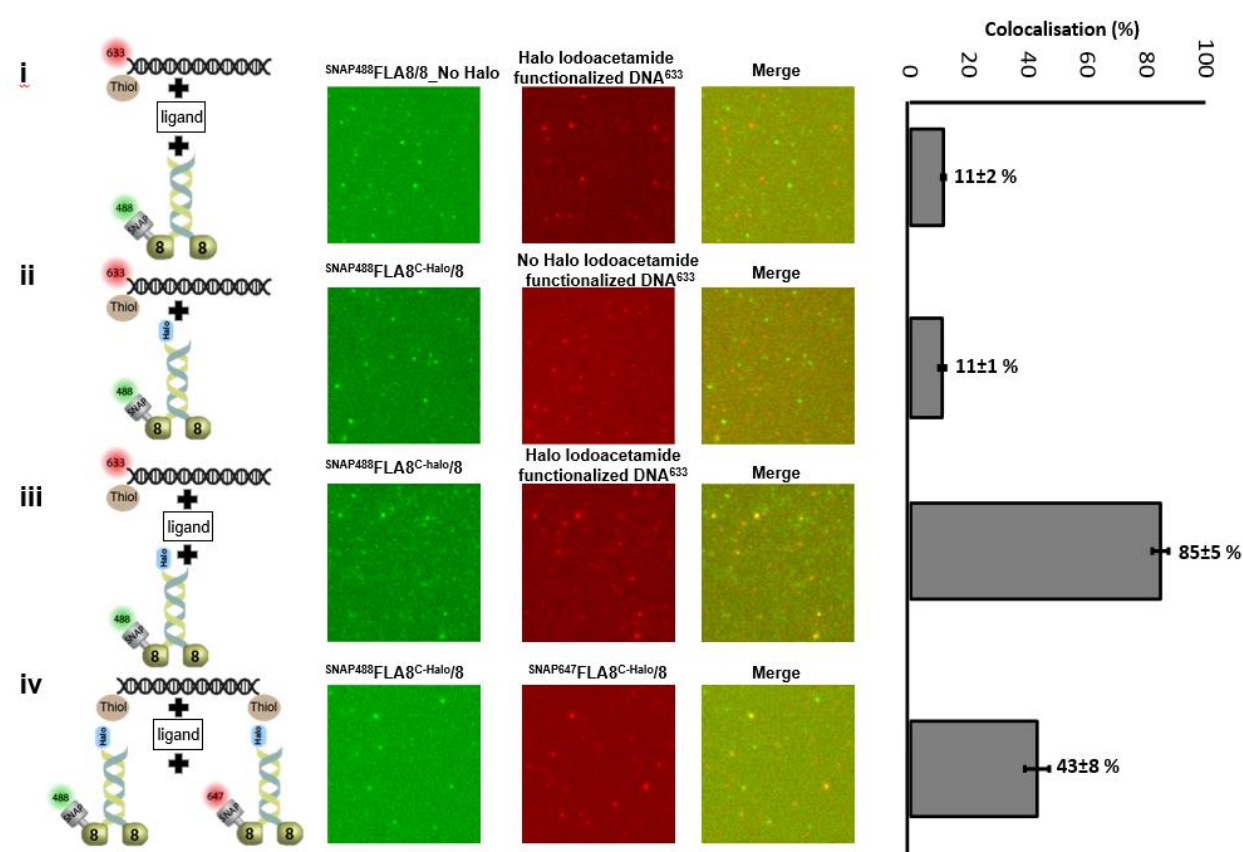 Colocalisation (%)
0 20 40 60 80 100
i
633
Thiol
ligand
488
SNAP
8 8
SNAP488FLA8/8_No Halo
Halo Iodoacetamide
functionalized DNA633
Merge
11±2 %
ii
633
Thiol
Halo
488
SNAP
8 8
SNAP488FLA8C-Halo/8
No Halo Iodoacetamide
functionalized DNA633
Merge
11±1 %
iii
633
Thiol
ligand
Halo
488
SNAP
8 8
SNAP488FLA8C-halo/8
Halo Iodoacetamide
functionalized DNA633
Merge
85±5 %
iv
Thiol Thiol
ligand
Halo Halo
488 647
SNAP SNAP
8 8 8 8
SNAP488FLA8C-Halo/8
SNAP647FLA8C-Halo/8
Merge
43±8 %